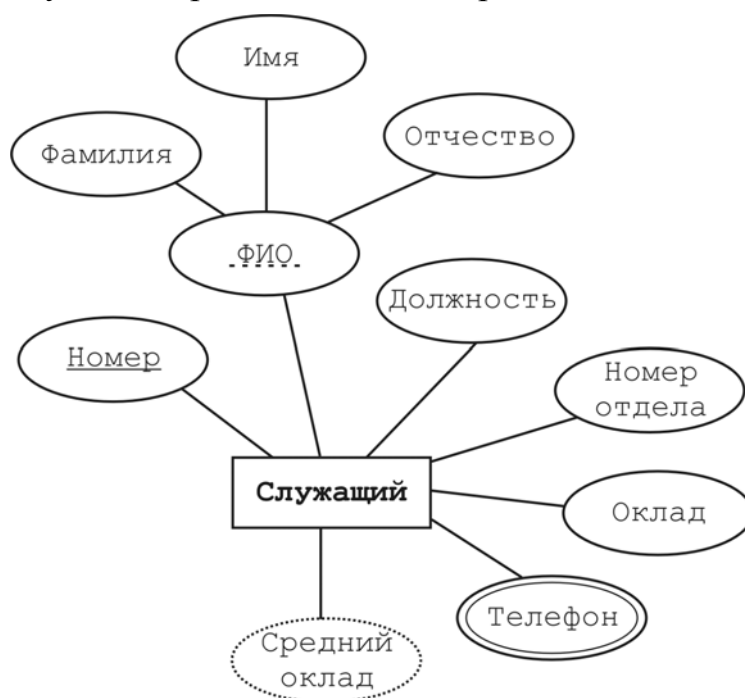 Имя
Фамилия
Отчество
ФИО
Должность
Номер
Номер
отдела
Служащий
Оклад
Телефон
Средний
оклад